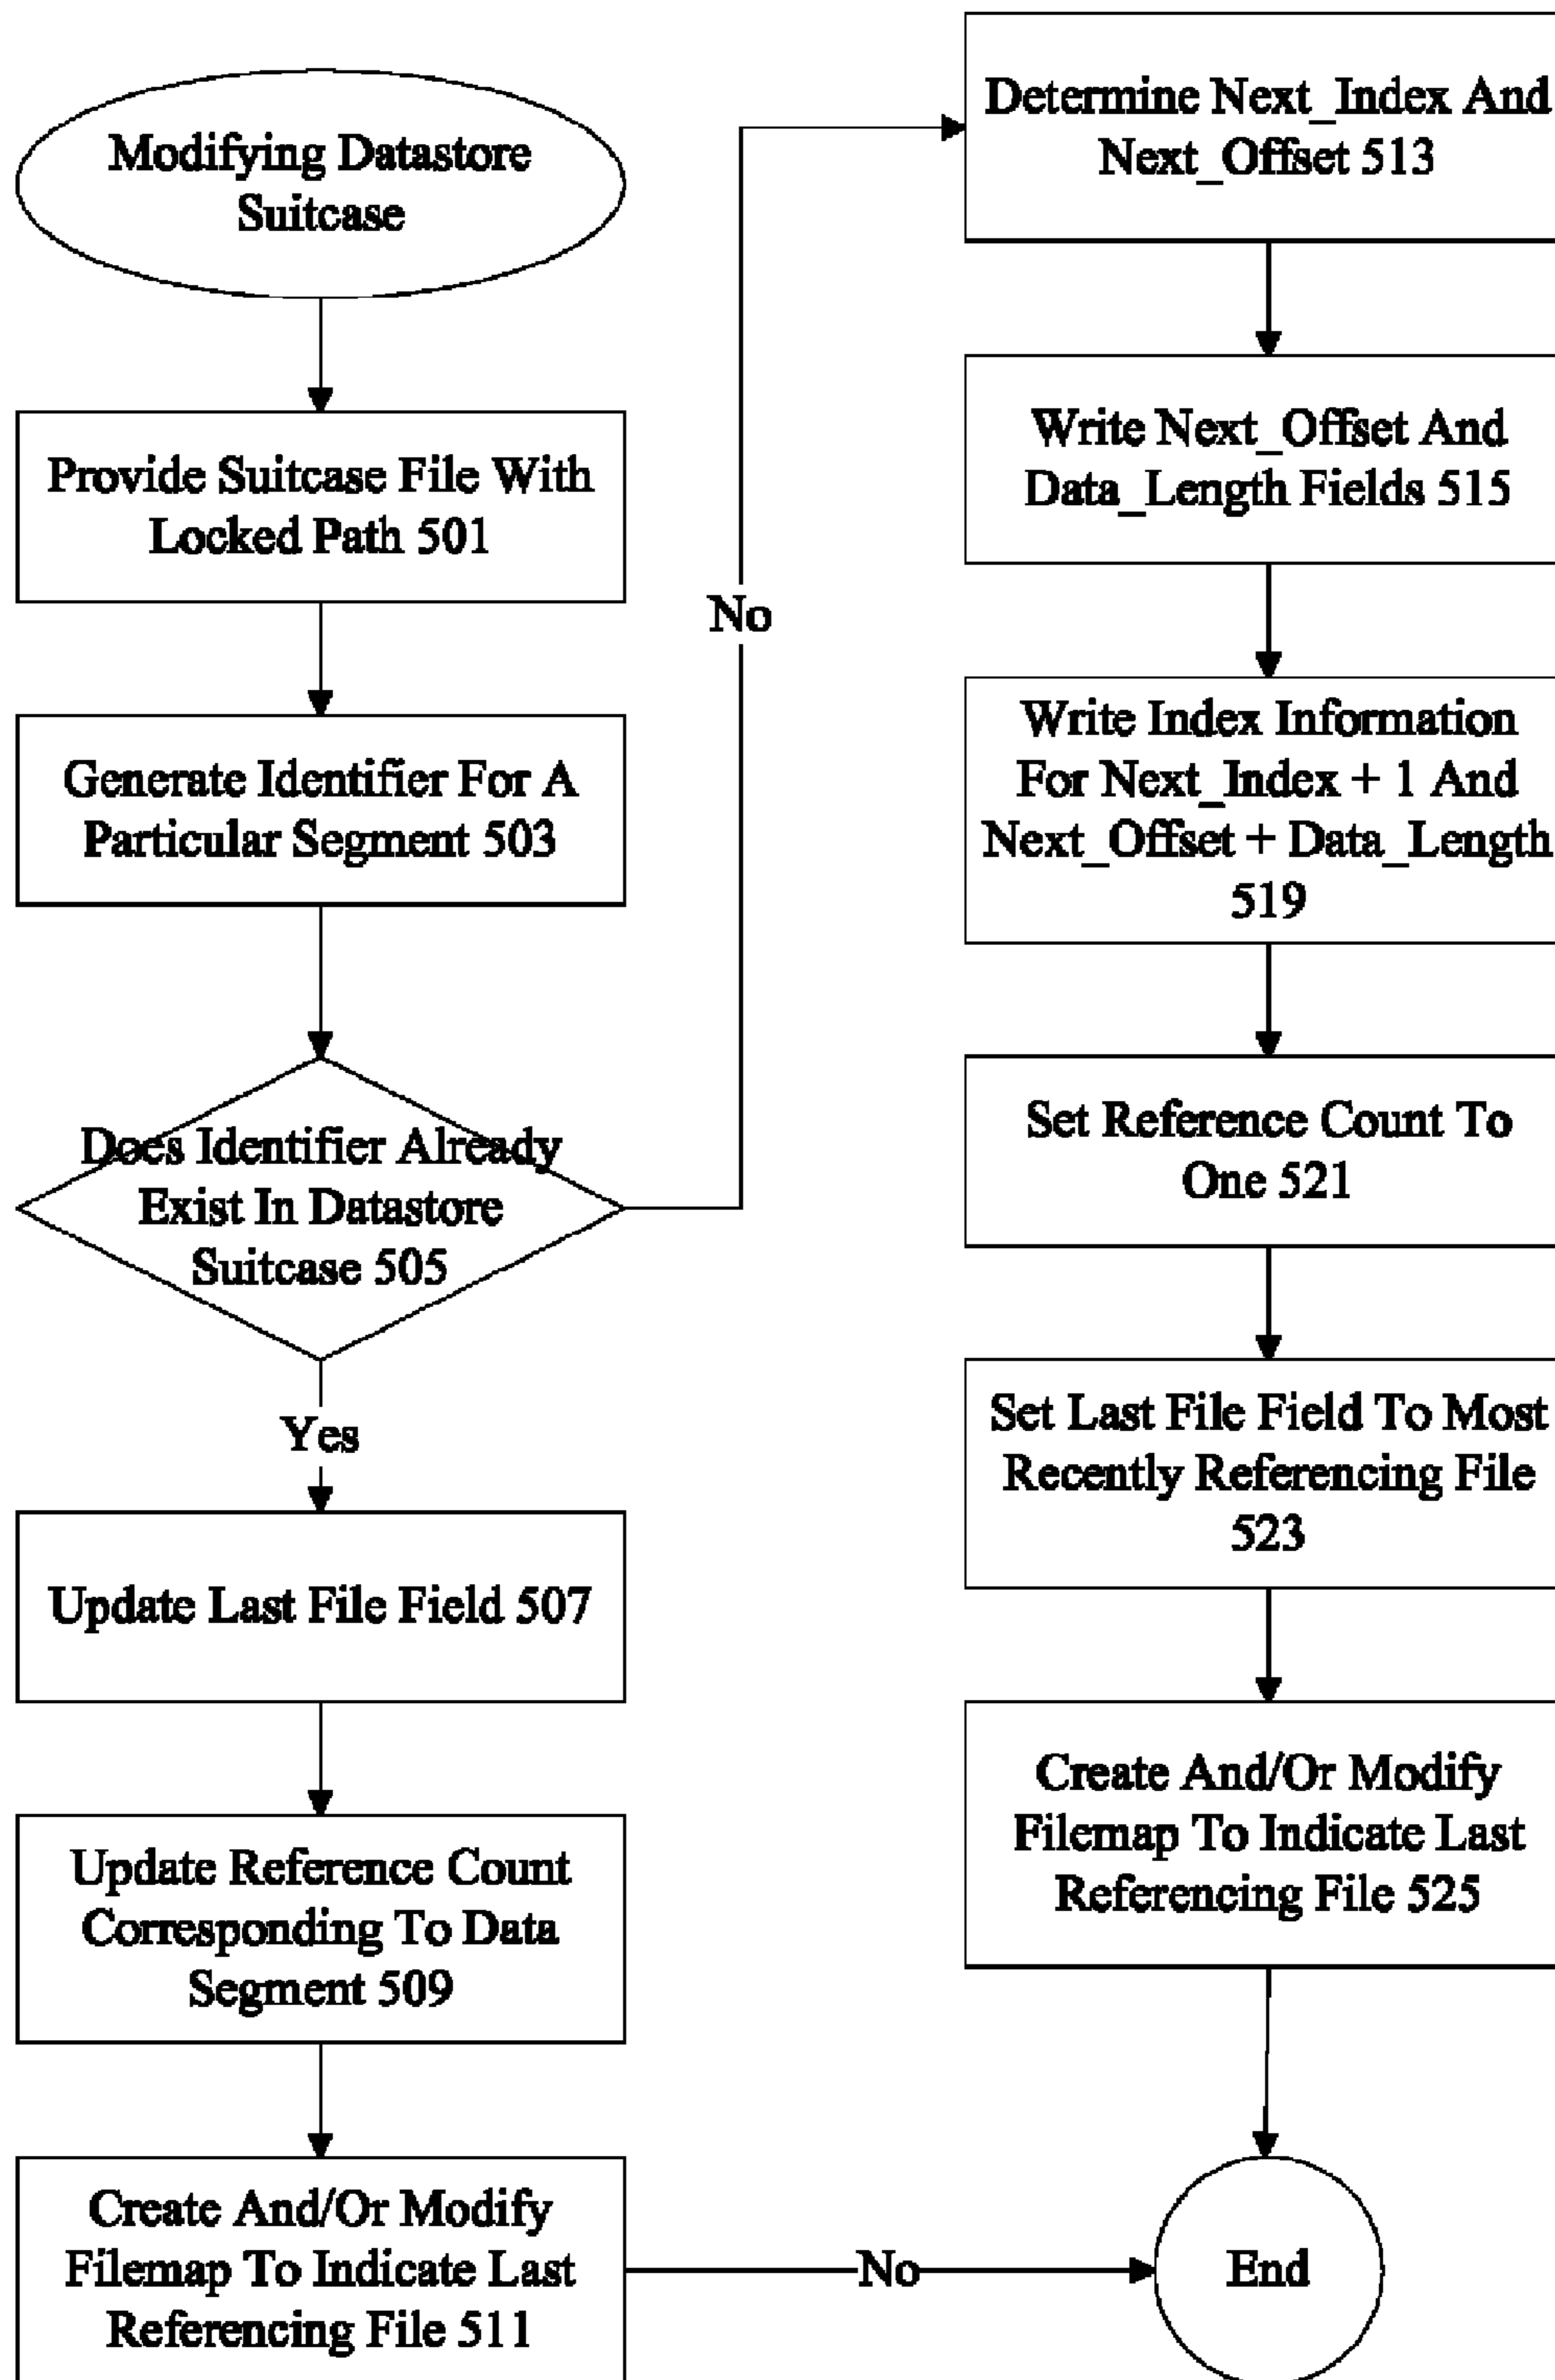 Modifying Datastore
Suitcase
Provide Suitcase File With
Locked Path 501
Generate Identifier For A
Particular Segment 503
Does Identifier Already
Exist In Datastore
Suitcase 505
Yes
Update Last File Field 507
Update Reference Count
Corresponding To Data
Segment 509
Create And/Or Modify
Filemap To Indicate Last
Referencing File 511
No
No
Determine Next_Index And
Next_Offset 513
Write Next_Offset And
Data_Length Fields 515
Write Index Information
For Next_Index + 1 And
Next_Offset + Data_Length
519
Set Reference Count To
One 521
Set Last File Field To Most
Recently Referencing File
523
Create And/Or Modify
Filemap To Indicate Last
Referencing File 525
End